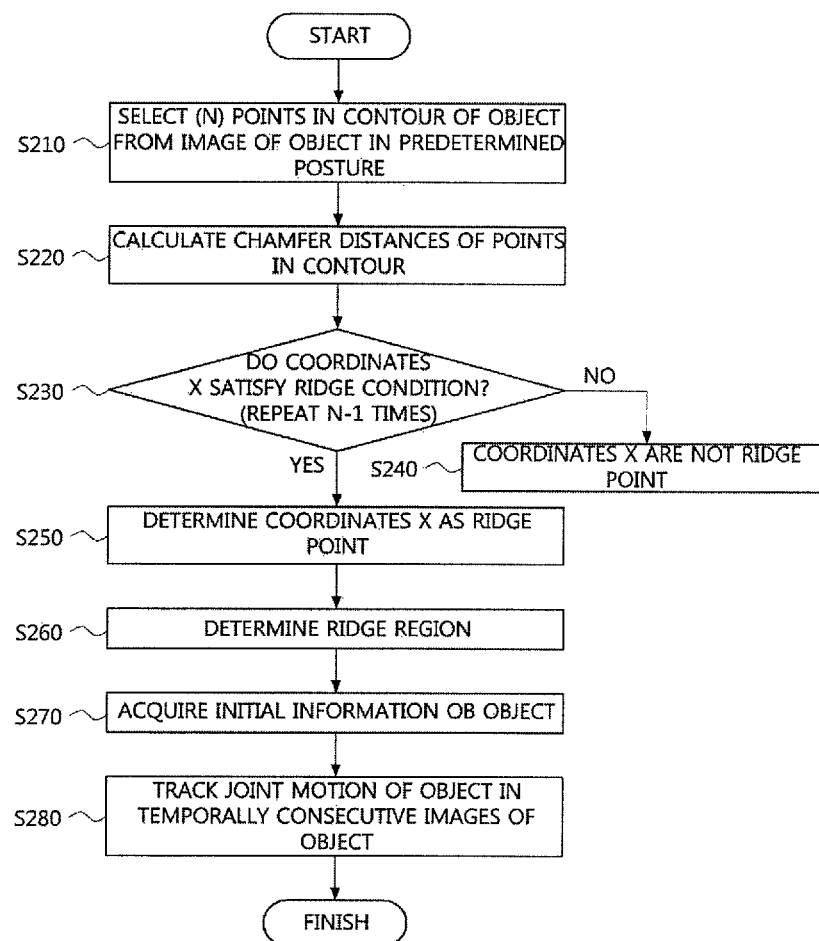 START
S210
SELECT (N) POINTS IN CONTOUR OF OBJECT
FROM IMAGE OF OBJECT IN PREDETERMINED
POSTURE
S220
CALCULATE CHAMFER DISTANCES OF POINTS
IN CONTOUR
S230
DO COORDINATES
X SATISFY RIDGE CONDITION?
(REPEAT N-1 TIMES)
NO
YES
S240
COORDINATES X ARE NOT RIDGE
POINT
S250
DETERMINE COORDINATES X AS RIDGE
POINT
S260
DETERMINE RIDGE REGION
S270
ACQUIRE INITIAL INFORMATION OB OBJECT
S280
TRACK JOINT MOTION OF OBJECT IN
TEMPORALLY CONSECUTIVE IMAGES OF
OBJECT
FINISH